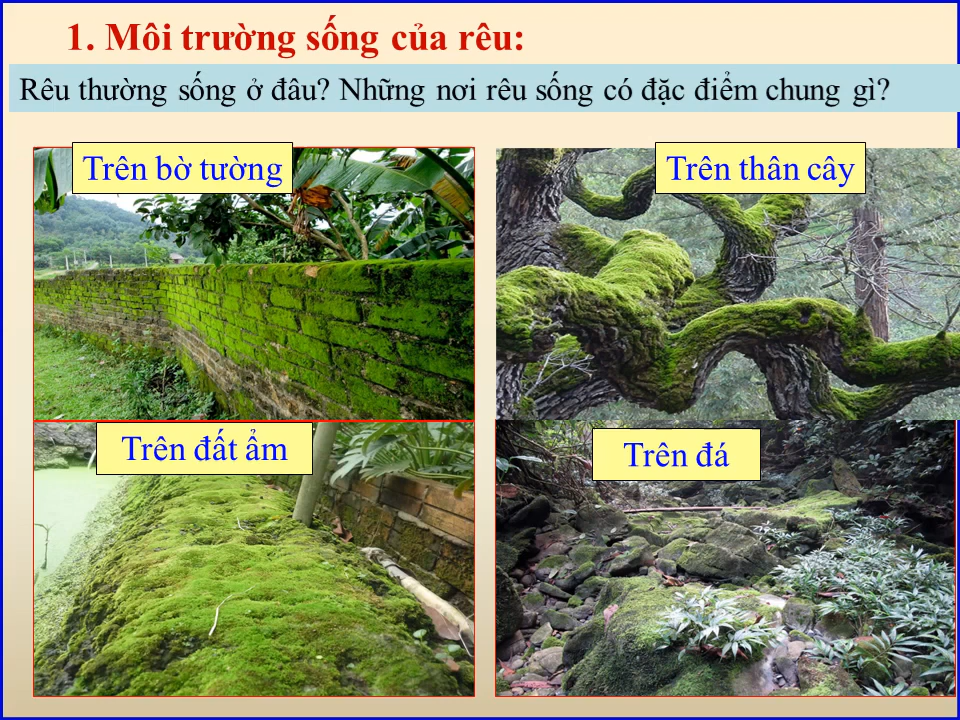 1. Môi trường sống của rêu:
Rêu thường sống ở đâu? Những nơi rêu sống có đặc điểm chung gì?
Trên bờ tường
Trên thân cây
Trên đất ẩm
Trên đá